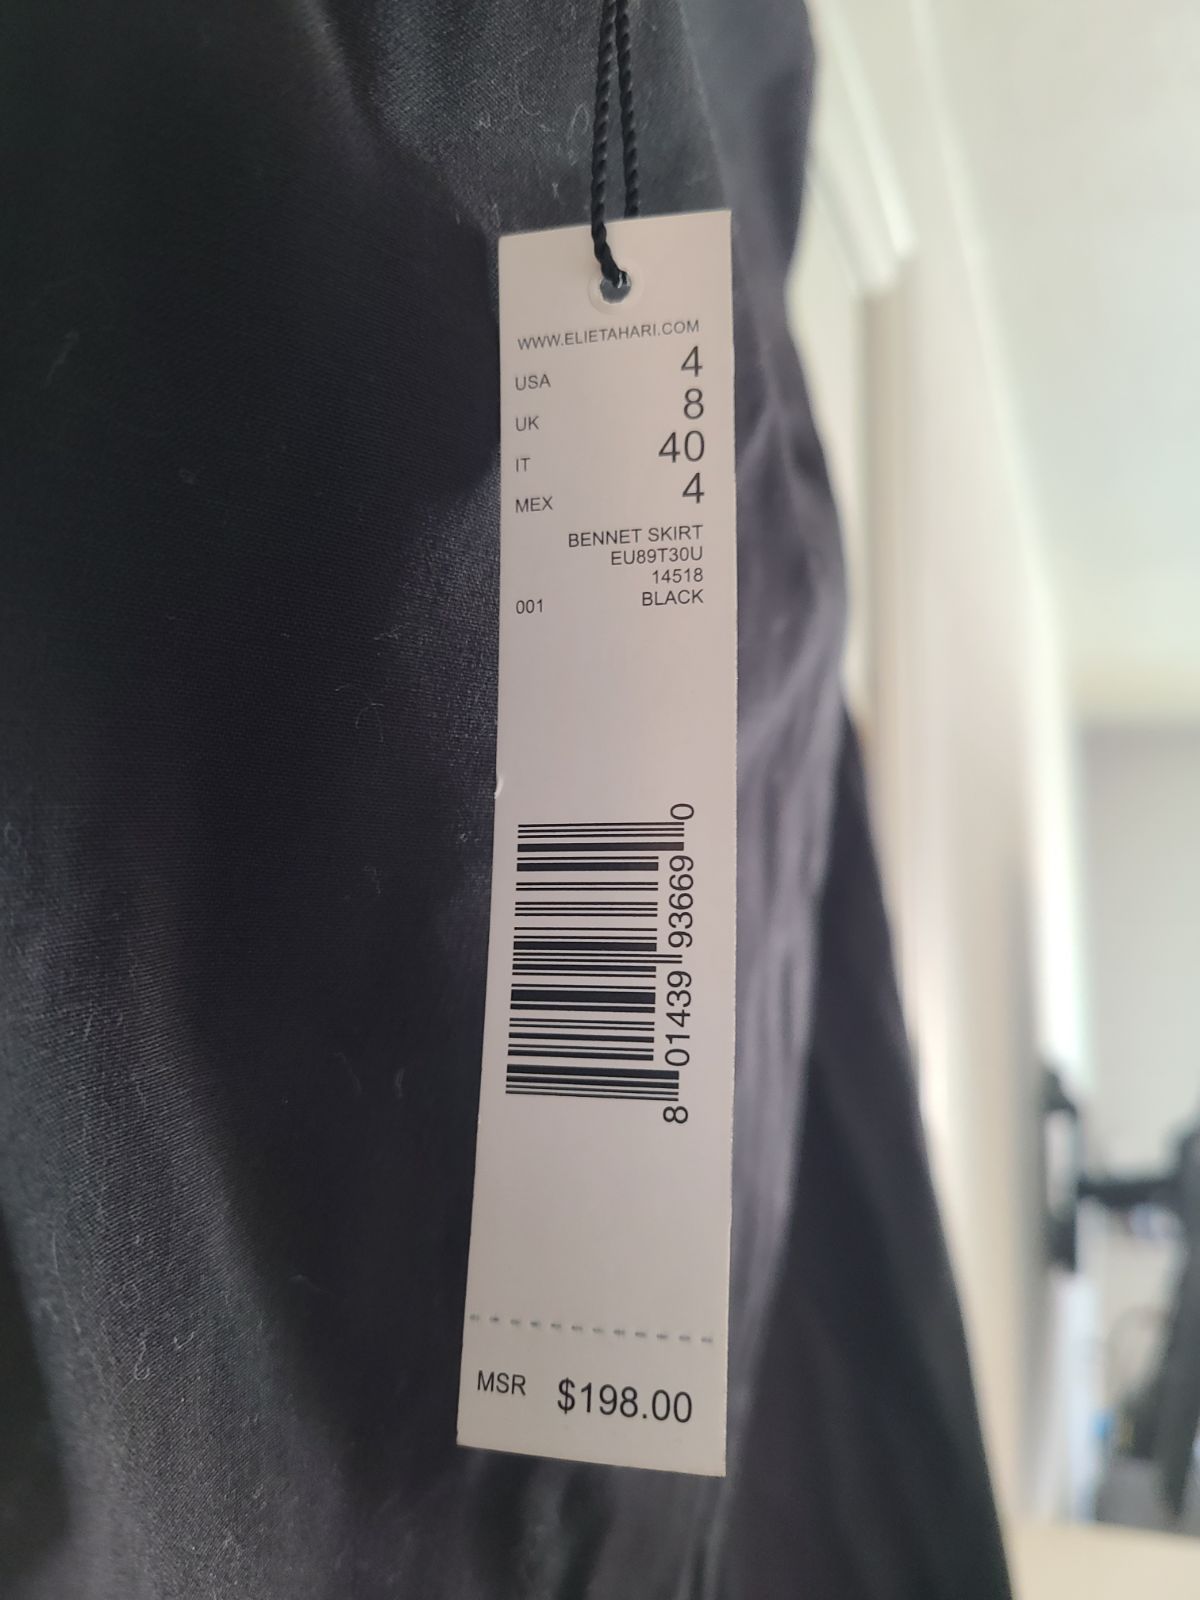 WWW.ELIETAHARI.COM
USA 4
UK 8
IT 40
MEX 4
BENNET SKIRT
EU89T30U
14518
001 BLACK
8 01439 93669 0
MSR $198.00